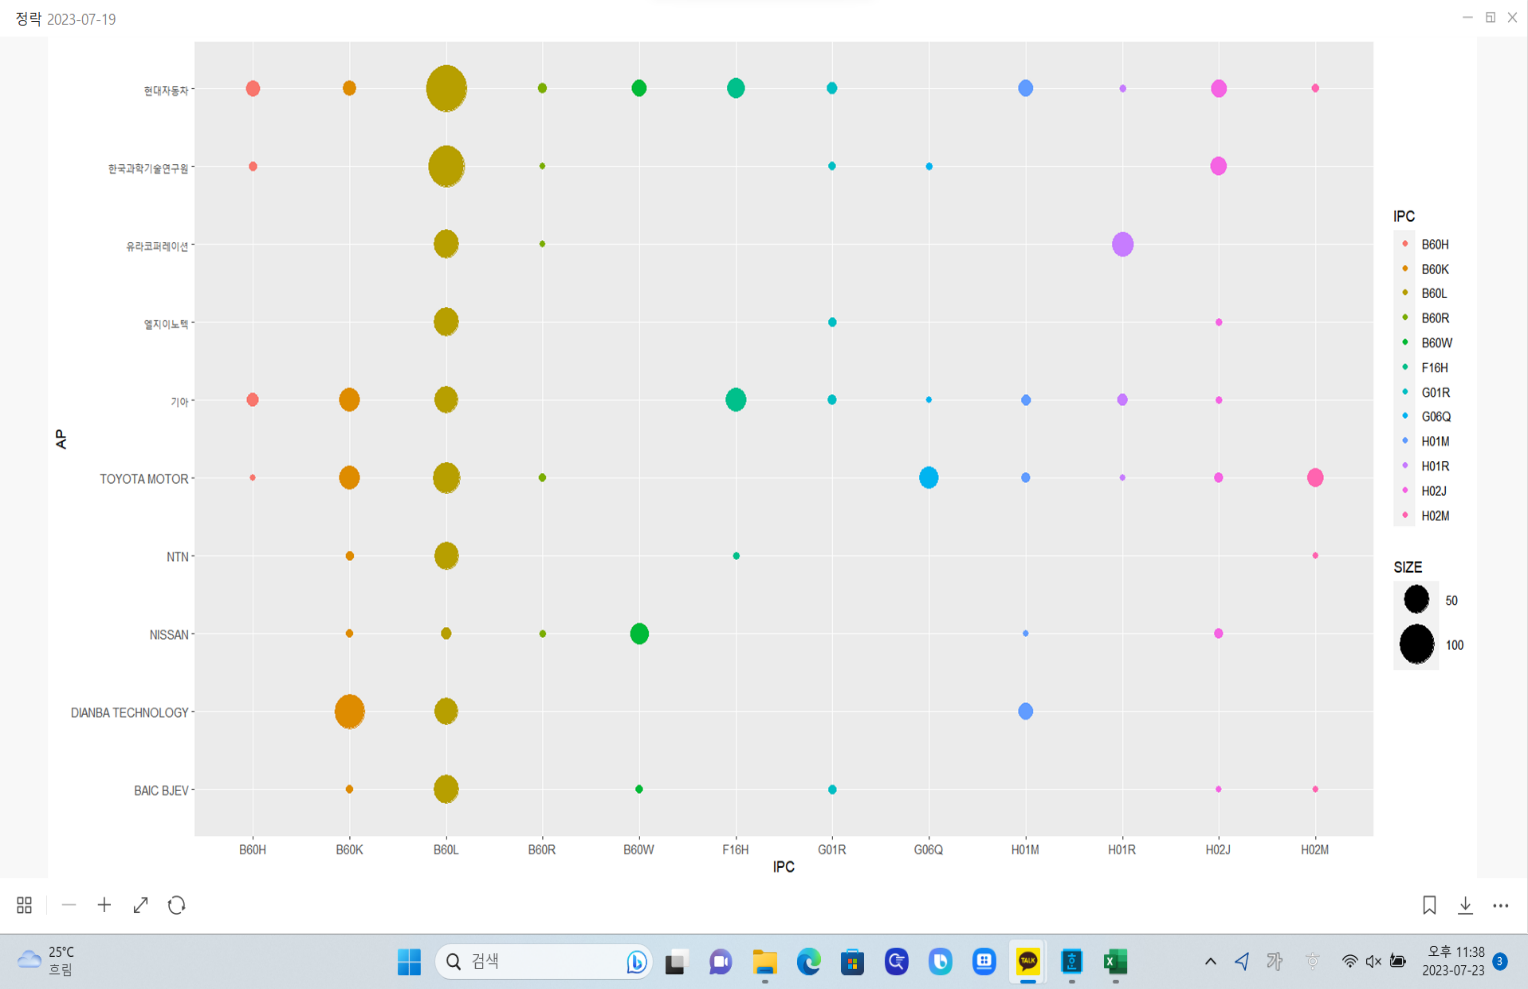 정락 2023-07-19
현대자동차
한국과학기술연구원
유라코퍼레이션
엘지이노텍
기아
TOYOTA MOTOR
NTN
NISSAN
DIANBA TECHNOLOGY
BAIC BJEV
AP
B60H B60K B60L B60R B60W F16H G01R G06Q H01M H01R H02J H02M
IPC
IPC
B60H
B60K
B60L
B60R
B60W
F16H
G01R
G06Q
H01M
H01R
H02J
H02M
SIZE
50
100
25°C
흐림
검색
TALK
가
오후 11:38
2023-07-23
3